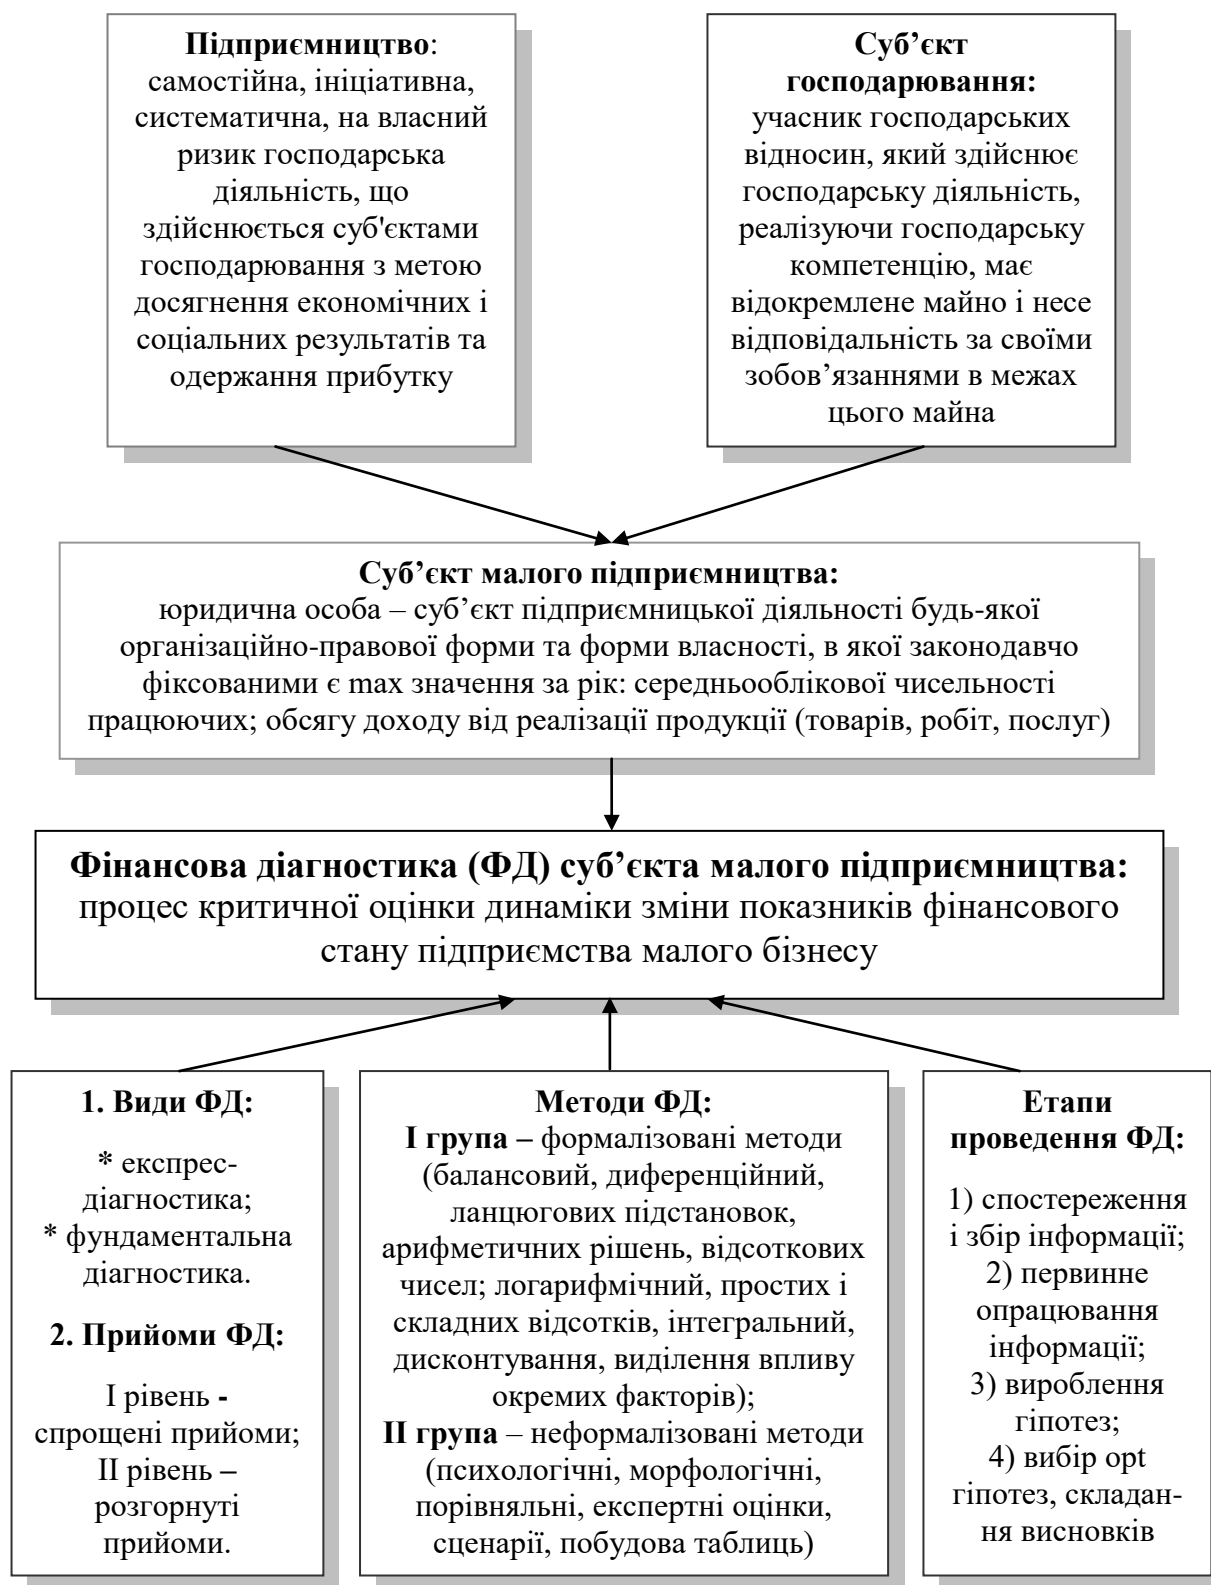 Підприємництво:
самостійна, ініціативна,
систематична, на власний
ризик господарська
діяльність, що
здійснюється суб'єктами
господарювання з метою
досягнення економічних і
соціальних результатів та
одержання прибутку
Суб’єкт
господарювання:
учасник господарських
відносин, який здійснює
господарську діяльність,
реалізуючи господарську
компетенцію, має
відокремлене майно і несе
відповідальність за своїми
зобов’язаннями в межах
цього майна
Суб’єкт малого підприємництва:
юридична особа – суб’єкт підприємницької діяльності будь-якої
організаційно-правової форми та форми власності, в якої законодавчо
фіксованими є max значення за рік: середньооблікової чисельності
працюючих; обсягу доходу від реалізації продукції (товарів, робіт, послуг)
Фінансова діагностика (ФД) суб’єкта малого підприємництва:
процес критичної оцінки динаміки зміни показників фінансового
стану підприємства малого бізнесу
1. Види ФД:
* експрес-
діагностика;
* фундаментальна
діагностика.
2. Прийоми ФД:
І рівень -
спрощені прийоми;
ІІ рівень –
розгорнуті
прийоми.
Методи ФД:
І група – формалізовані методи
(балансовий, диференційний,
ланцюгових підстановок,
арифметичних рішень, відсоткових
чисел; логарифмічний, простих і
складних відсотків, інтегральний,
дисконтування, виділення впливу
окремих факторів);
ІІ група – неформалізовані методи
(психологічні, морфологічні,
порівняльні, експертні оцінки,
сценарії, побудова таблиць)
Етапи
проведення ФД:
1) спостереження
і збір інформації;
2) первинне
опрацювання
інформації;
3) вироблення
гіпотез;
4) вибір opt
гіпотез, складан-
ня висновків